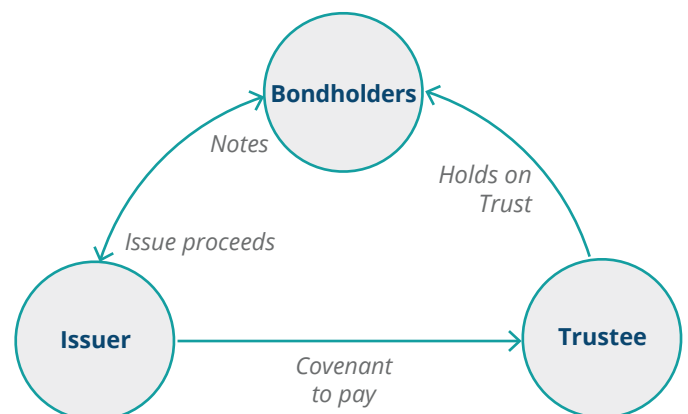 Bondholders
Notes
Holds on
Trust
Issue proceeds
Issuer
Trustee
Covenant
to pay